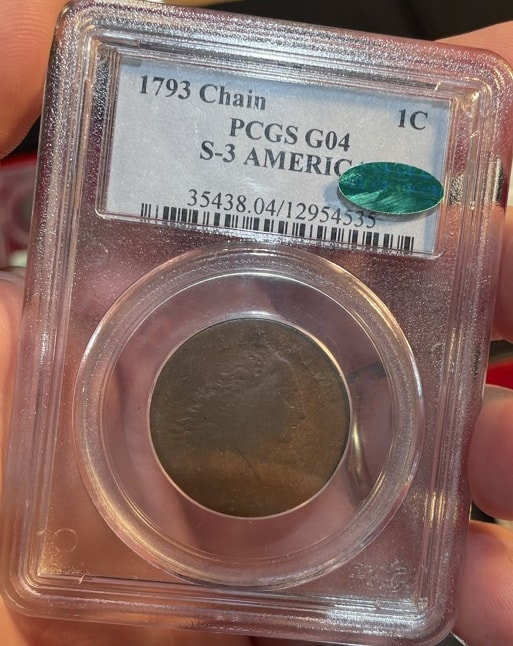 1793 Chain 1C
PCGS G04
S-3 AMERIC
35438.04/12954535